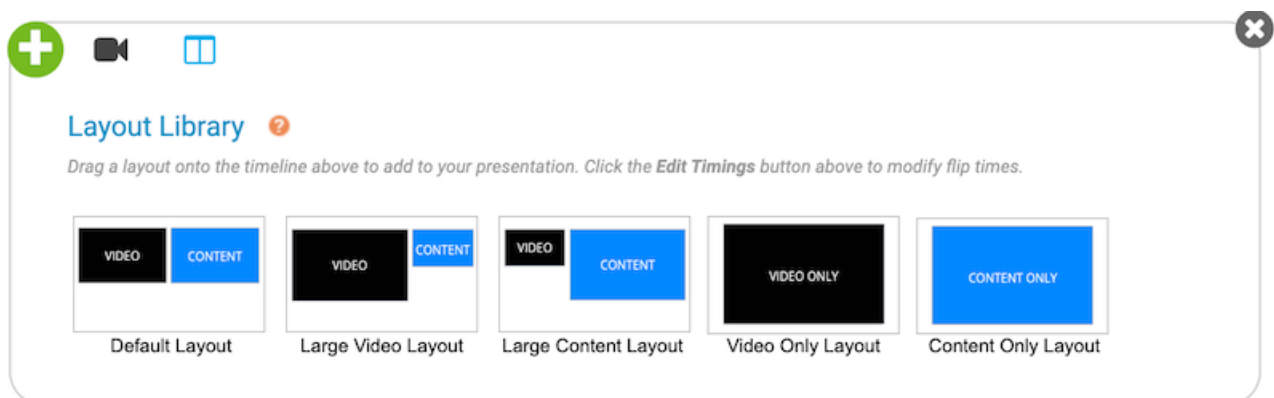 Layout Library
Drag a layout onto the timeline above to add to your presentation. Click the Edit Timings button above to modify flip times.
VIDEO CONTENT
VIDEO CONTENT
VIDEO CONTENT
VIDEO ONLY
CONTENT ONLY
Default Layout
Large Video Layout
Large Content Layout
Video Only Layout
Content Only Layout